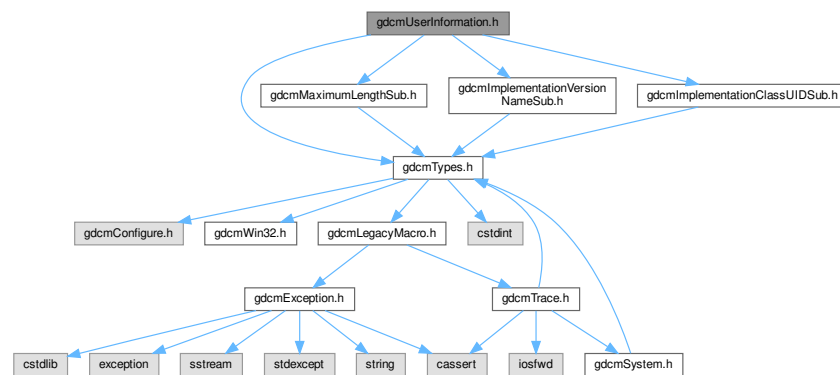 gdcmUserInformation.h
gdcmMaximumLengthSub.h
gdcmImplementationVersion
NameSub.h
gdcmImplementationClassUIDSub.h
gdcmTypes.h
gdcmConfigure.h
gdcmWin32.h
gdcmLegacyMacro.h
cstdint
gdcmException.h
gdcmTrace.h
cstdlib
exception
sstream
stdexcept
string
cassert
iosfwd
gdcmSystem.h